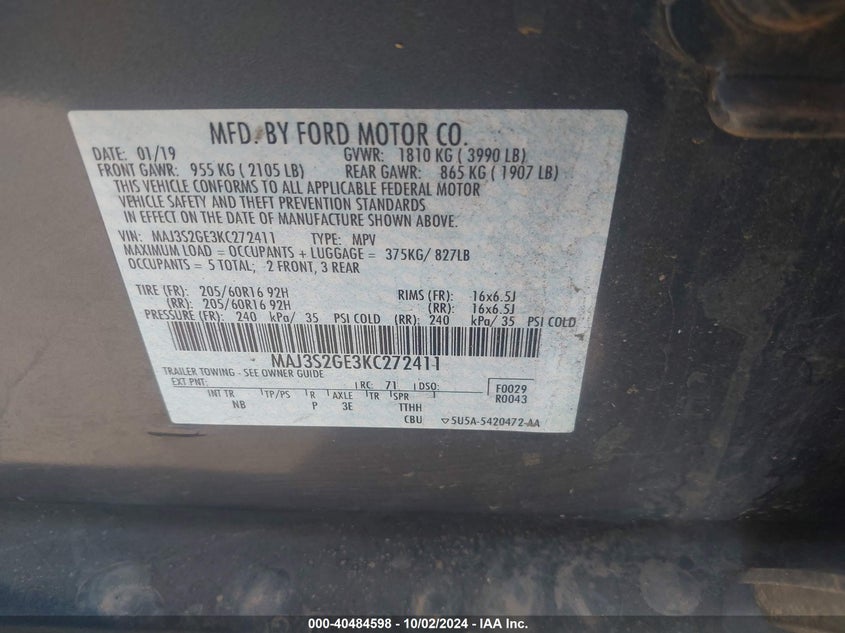 MFD. BY FORD MOTOR CO.
DATE: 01/19 GVWR: 1810 KG ( 3990 LB)
FRONT GAWR: 955 KG ( 2105 LB) REAR GAWR: 865 KG ( 1907 LB)
THIS VEHICLE CONFORMS TO ALL APPLICABLE FEDERAL MOTOR
VEHICLE SAFETY AND THEFT PREVENTION STANDARDS
IN EFFECT ON THE DATE OF MANUFACTURE SHOWN ABOVE.
VIN: MAJ3S2GE3KC272411 TYPE: MPV
MAXIMUM LOAD = OCCUPANTS + LUGGAGE = 375KG/ 827LB
OCCUPANTS = 5 TOTAL; 2 FRONT, 3 REAR
TIRE (FR): 205/60R16 92H RIMS (FR): 16x6.5J
(RR): 205/60R16 92H (RR): 16x6.5J
PRESSURE (FR): 240 kPa/ 35 PSI COLD (RR): 240 kPa/ 35 PSI COLD
MAJ3S2GE3KC272411
TRAILER TOWING - SEE OWNER GUIDE
EXT PNT: RC: 71 DSO: F0029
INT TR TP/PS R AXLE TR SPR R0043
NB P 3E TTHH
CBU 5U5A-5420472-AA
000-40484598 - 10/02/2024 - IAA Inc.